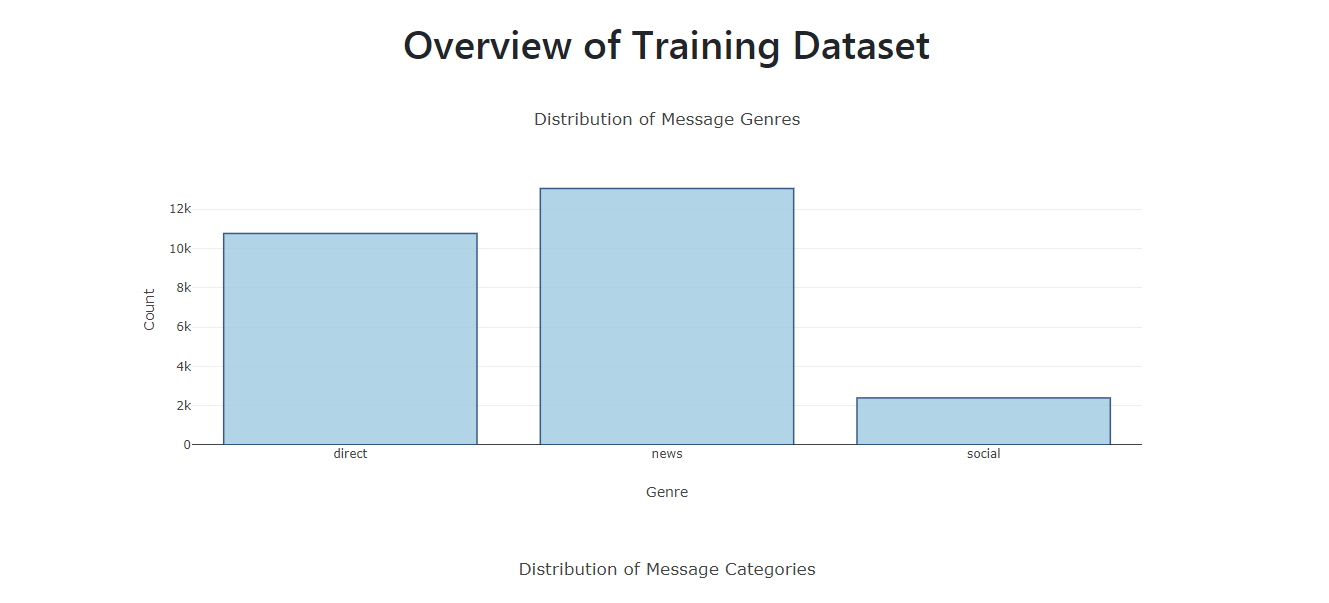 Overview of Training Dataset
Distribution of Message Genres
12k
10k
8k
6k
4k
2k
0
Count
direct news social
Genre
Distribution of Message Categories